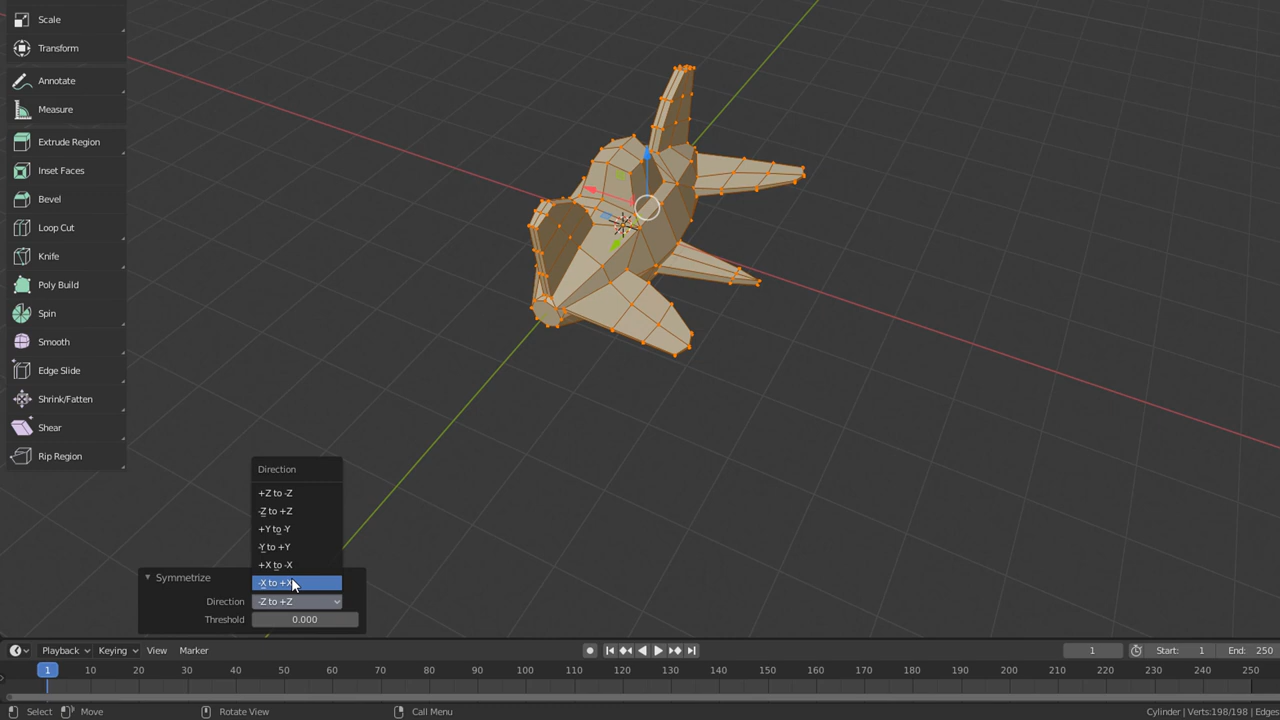 Scale
Transform
Annotate
Measure
Extrude Region
Inset Faces
Bevel
Loop Cut
Knife
Poly Build
Spin
Smooth
Edge Slide
Shrink/Fatten
Shear
Rip Region
Direction
+Z to -Z
-Z to +Z
+Y to -Y
-Y to +Y
+X to -X
-X to +X
Symmetrize
Direction -Z to +Z
Threshold 0.000
Playback Keying View Marker 1 Start: 1 End: 250
1 10 20 30 40 50 60 70 80 90 100 110 120 130 140 150 160 170 180 190 200 210 220 230 240 250
Select Move Rotate View Call Menu Cylinder | Verts:198/198 | Edges